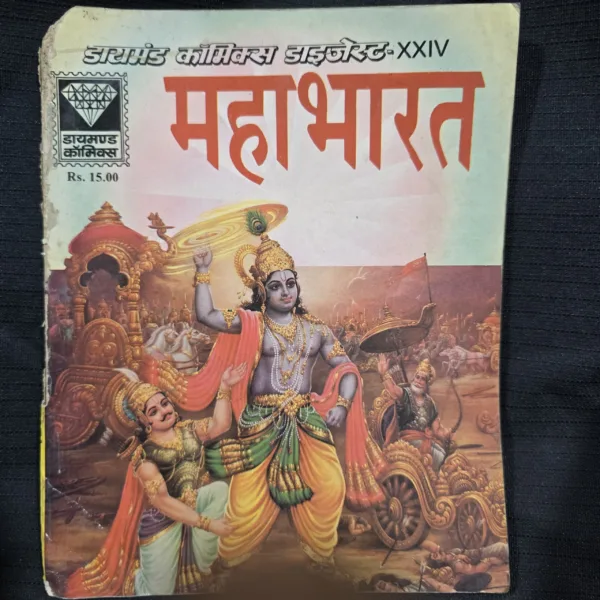 डायमंड कॉमिक्स डाइजेस्ट-XXIV
महाभारत
डायमण्ड
कॉमिक्स
Rs. 15.00